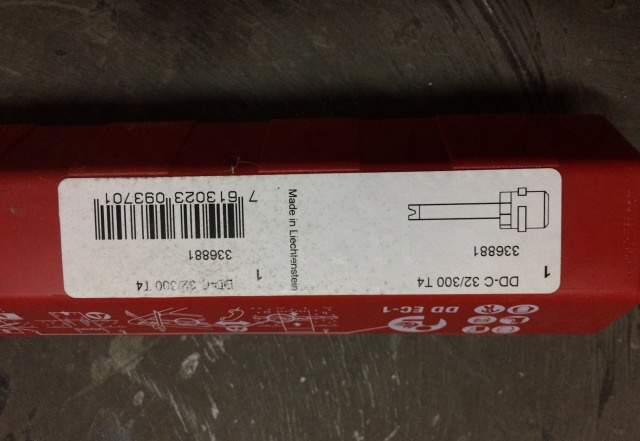 DD-C 32/300 T4
1
336881
Made in Liechtenstein
DD-C 32/300 T4
1
336881
7 613023 093701
DD EC-1